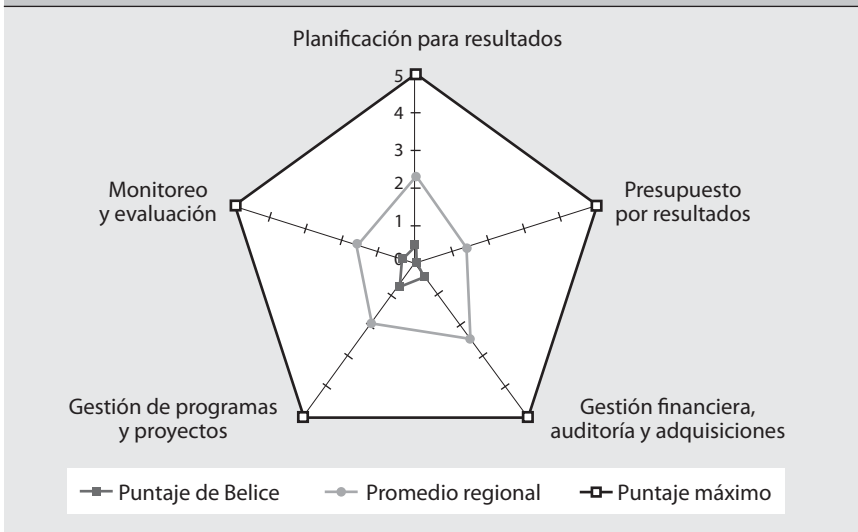 Planificación para resultados
5
4
3
2
1
0
Monitoreo
y evaluación
Presupuesto
por resultados
Gestión de programas
y proyectos
Gestión financiera,
auditoría y adquisiciones
Puntaje de Belice
Promedio regional
Puntaje máximo